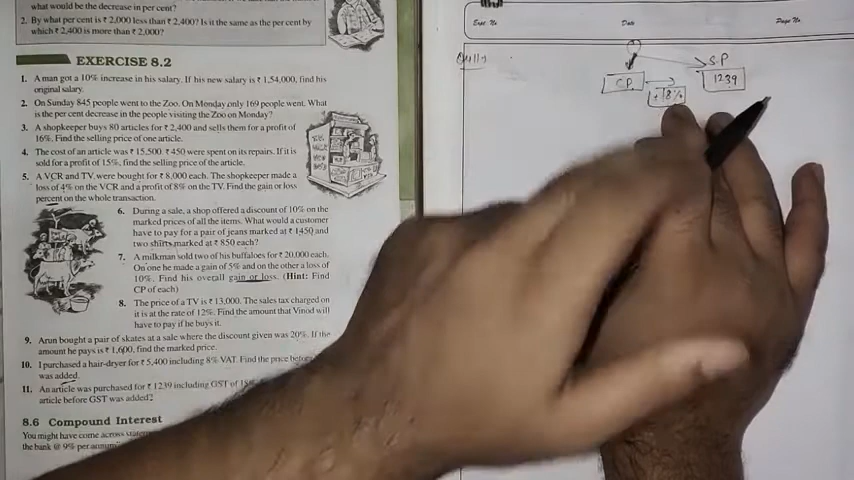 what would be the decrease in per cent?
2. By what per cent is ₹ 2,000 less than ₹ 2,400? Is it the same as the per cent by
which ₹ 2,400 is more than ₹ 2,000?
EXERCISE 8.2
1. A man got a 10% increase in his salary. If his new salary is ₹ 1,54,000, find his
original salary.
2. On Sunday 845 people went to the Zoo. On Monday only 169 people went. What
is the per cent decrease in the people visiting the Zoo on Monday?
3. A shopkeeper buys 80 articles for ₹ 2,400 and sells them for a profit of
16%. Find the selling price of one article.
4. The cost of an article was ₹ 15,500. ₹ 450 were spent on its repairs. If it is
sold for a profit of 15%, find the selling price of the article.
5. A VCR and TV were bought for ₹ 8,000 each. The shopkeeper made a
loss of 4% on the VCR and a profit of 8% on the TV. Find the gain or loss
percent on the whole transaction.
6. During a sale, a shop offered a discount of 10% on the
marked prices of all the items. What would a customer
have to pay for a pair of jeans marked at ₹ 1450 and
two shirts marked at ₹ 850 each?
7. A milkman sold two of his buffaloes for ₹ 20,000 each.
On one he made a gain of 5% and on the other a loss of
10%. Find his overall gain or loss. (Hint: Find
CP of each)
8. The price of a TV is ₹ 13,000. The sales tax charged on
it is at the rate of 12%. Find the amount that Vinod will
have to pay if he buys it.
9. Arun bought a pair of skates at a sale where the discount given was 20%. If the
amount he pays is ₹ 1,600, find the marked price.
10. I purchased a hair-dryer for ₹ 5,400 including 8% VAT. Find the price before
was added.
11. An article was purchased for ₹ 1239 including GST of 18%
article before GST was added?
8.6 Compound Interest
You might have come across
the bank @ 9% per annum
Expt. No.
Date
Page No.
S.P
C.P
1239
+18%